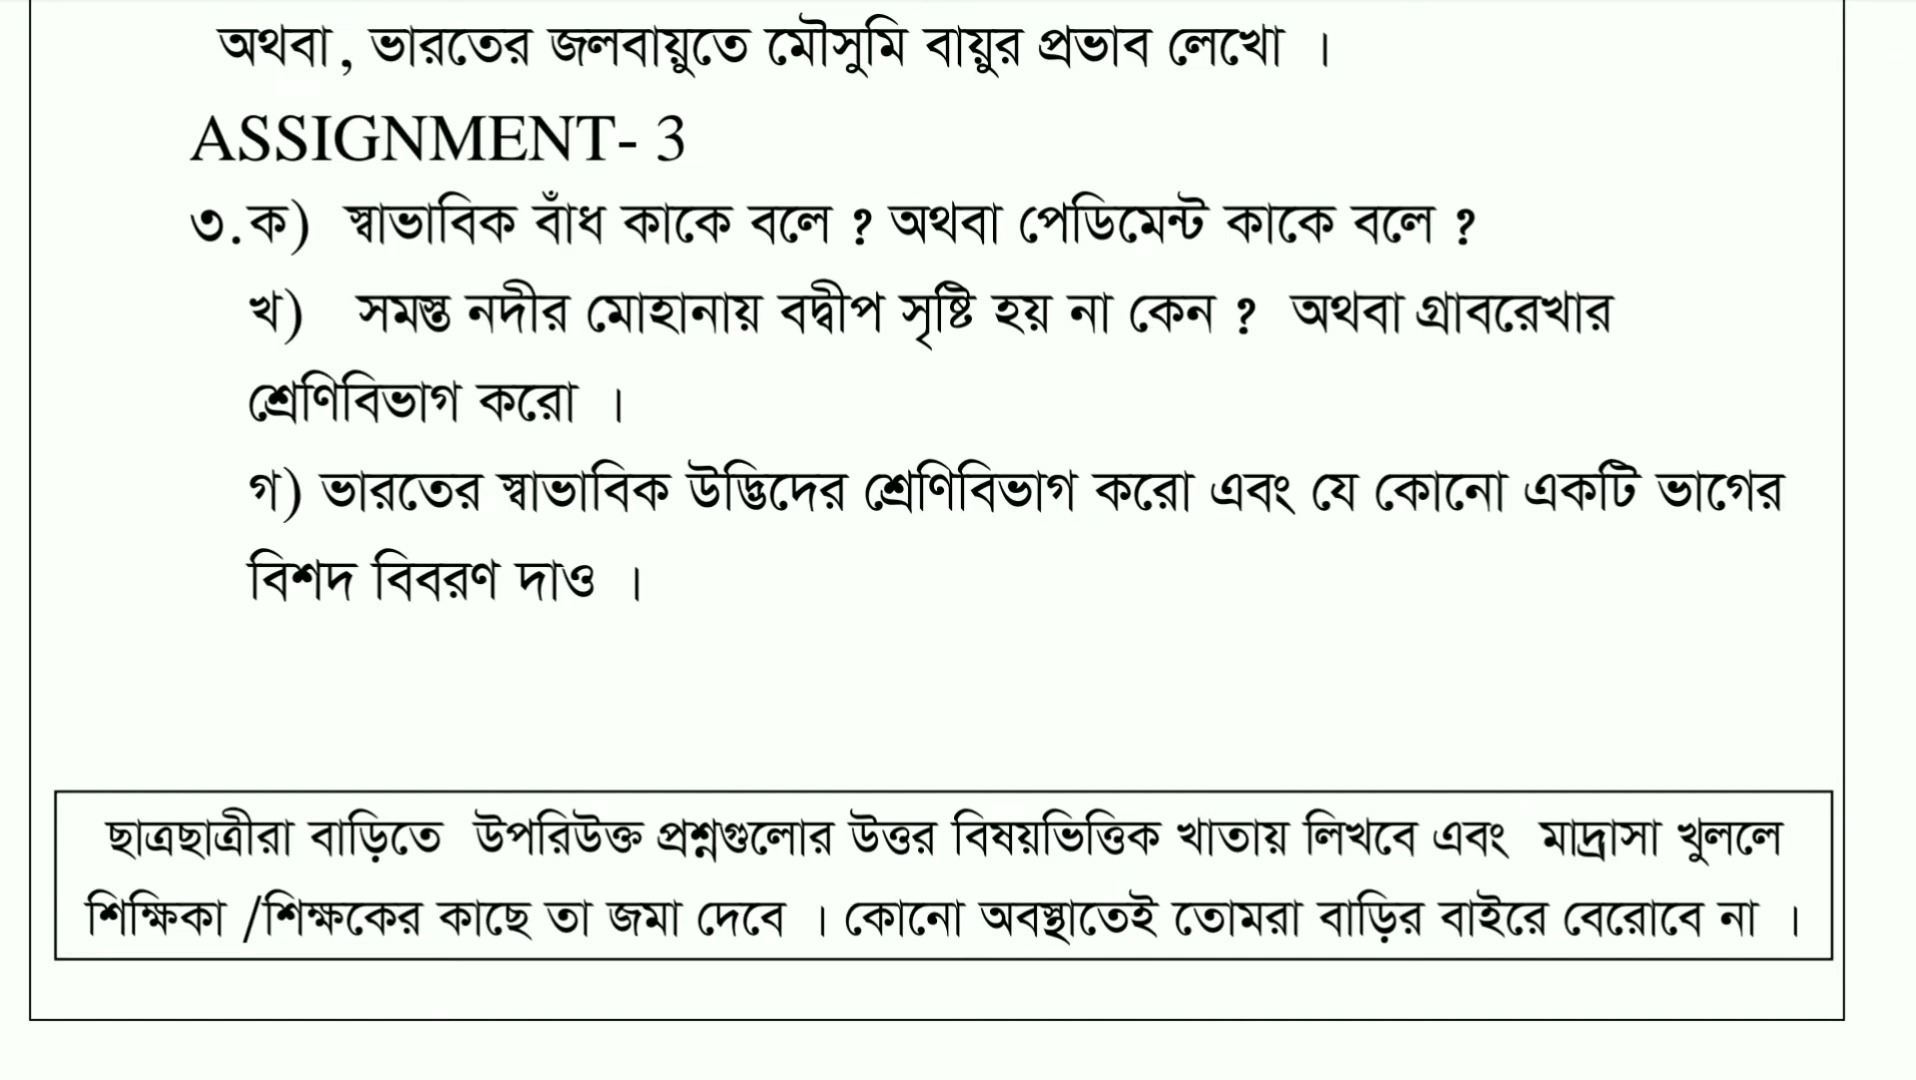 অথবা, ভারতের জলবায়ুতে মৌসুমি বায়ুর প্রভাব লেখো ।
ASSIGNMENT- 3
৩.ক) স্বাভাবিক বাঁধ কাকে বলে ? অথবা পেডিমেন্ট কাকে বলে ?
খ) সমস্ত নদীর মোহানায় বদ্বীপ সৃষ্টি হয় না কেন ? অথবা গ্রাবরেখার
শ্রেণিবিভাগ করো ।
গ) ভারতের স্বাভাবিক উদ্ভিদের শ্রেণিবিভাগ করো এবং যে কোনো একটি ভাগের
বিশদ বিবরণ দাও ।
ছাত্রছাত্রীরা বাড়িতে উপরিউক্ত প্রশ্নগুলোর উত্তর বিষয়ভিত্তিক খাতায় লিখবে এবং মাদ্রাসা খুললে
শিক্ষিকা /শিক্ষকের কাছে তা জমা দেবে । কোনো অবস্থাতেই তোমরা বাড়ির বাইরে বেরোবে না ।